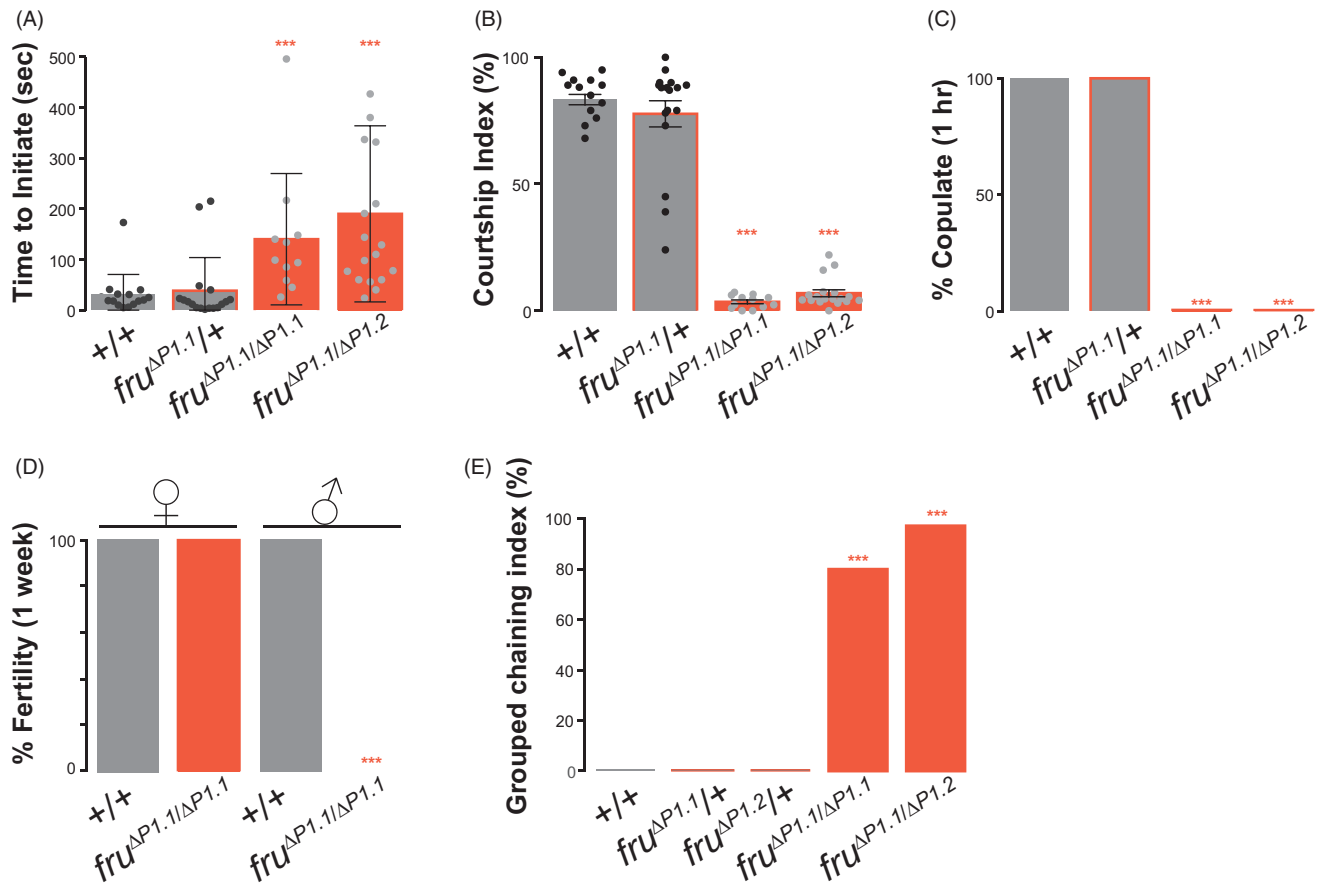 (A)
Time to Initiate (sec)
500
400
300
200
100
0
*** ***
+/+
fruΔP1.1/+
fruΔP1.1/ΔP1.1
fruΔP1.1/ΔP1.2
(B)
Courtship Index (%)
100
50
0
*** ***
+/+
fruΔP1.1/+
fruΔP1.1/ΔP1.1
fruΔP1.1/ΔP1.2
(C)
% Copulate (1 hr)
100
50
0
*** ***
+/+
fruΔP1.1/+
fruΔP1.1/ΔP1.1
fruΔP1.1/ΔP1.2
(D)
% Fertility (1 week)
♀ ♂
100
0
***
+/+
fruΔP1.1/ΔP1.1
+/+
fruΔP1.1/ΔP1.1
(E)
Grouped chaining index (%)
100
80
60
40
20
0
*** ***
+/+
fruΔP1.1/+
fruΔP1.2/+
fruΔP1.1/ΔP1.1
fruΔP1.1/ΔP1.2